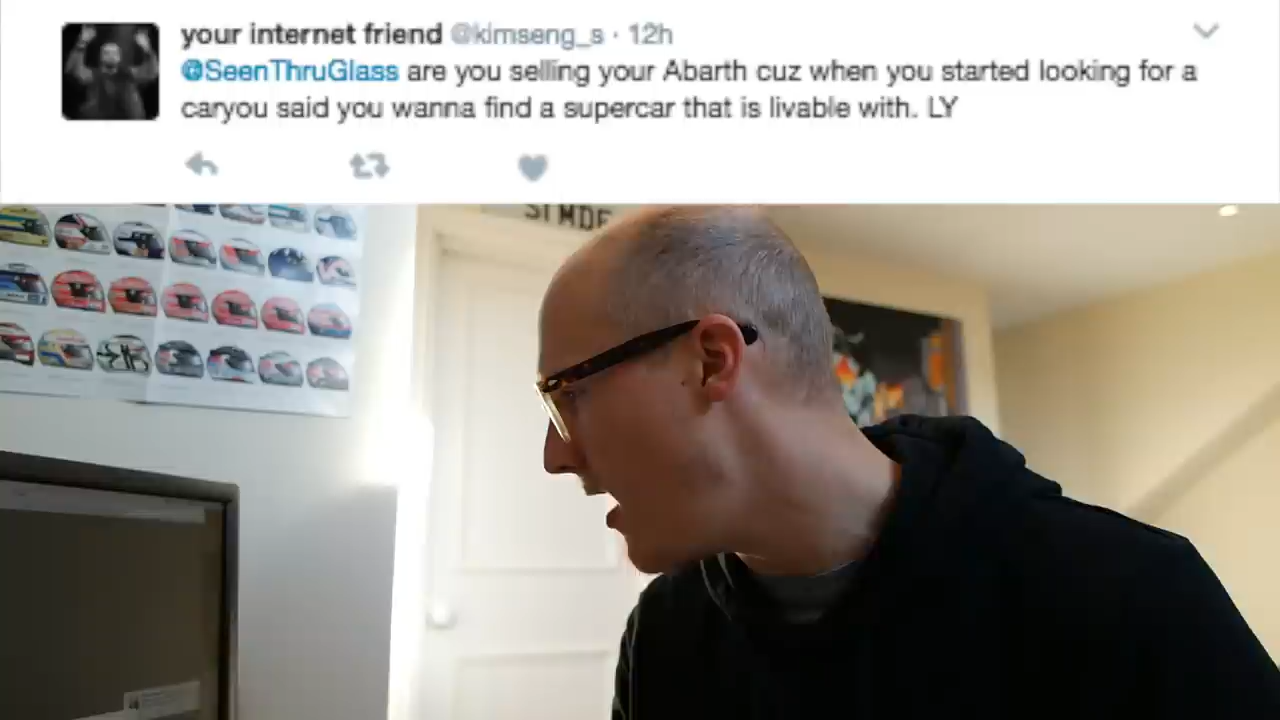 your internet friend @kimseng_s · 12h
@SeenThruGlass are you selling your Abarth cuz when you started looking for a
caryou said you wanna find a supercar that is livable with. LY